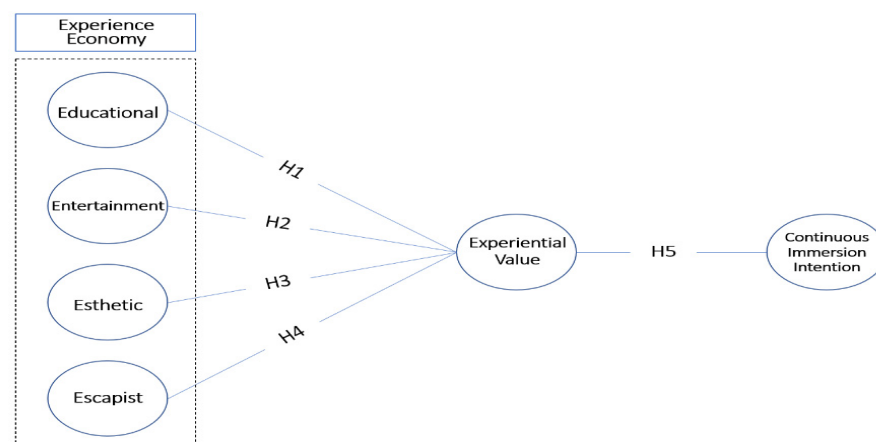 Experience
Economy
Educational
H1
Entertainment
H2
Experiential
Value
H5
Continuous
Immersion
Intention
Esthetic
H3
H4
Escapist